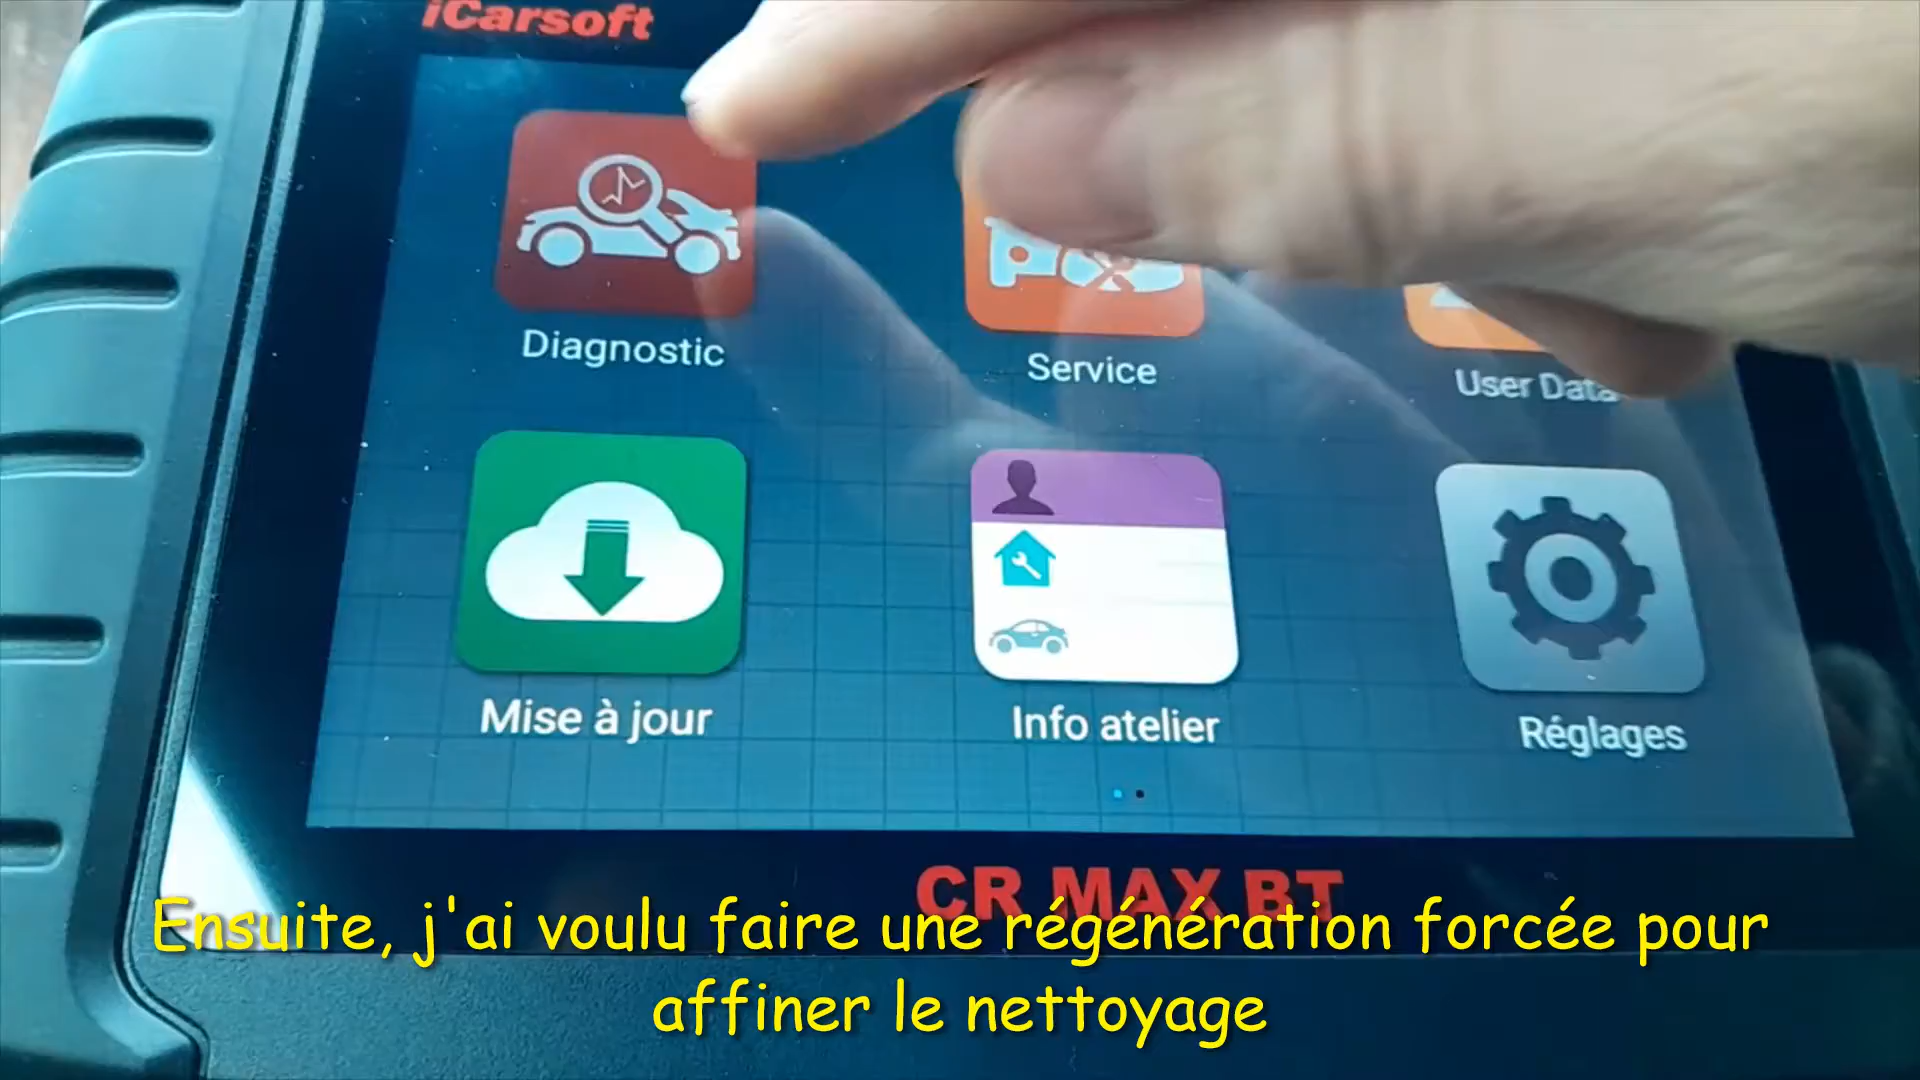 iCarsoft
Diagnostic
Service
User Data
Mise à jour
Info atelier
Réglages
CR MAX BT
Ensuite, j'ai voulu faire une régénération forcée pour
affiner le nettoyage